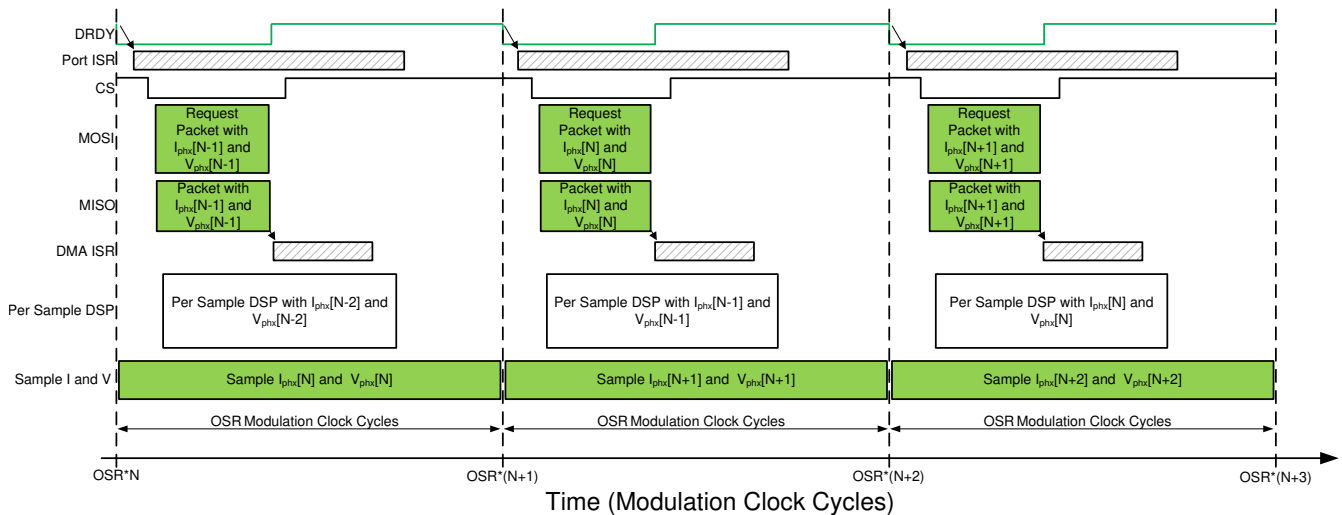 DRDY
Port ISR
CS
MOSI
Request
Packet with
Iphx[N-1] and
Vphx[N-1]
Request
Packet with
Iphx[N] and
Vphx[N]
Request
Packet with
Iphx[N+1] and
Vphx[N+1]
MISO
Packet with
Iphx[N-1] and
Vphx[N-1]
Packet with
Iphx[N] and
Vphx[N]
Packet with
Iphx[N+1] and
Vphx[N+1]
DMA ISR
Per Sample DSP
Per Sample DSP with Iphx[N-2] and
Vphx[N-2]
Per Sample DSP with Iphx[N-1] and
Vphx[N-1]
Per Sample DSP with Iphx[N] and
Vphx[N]
Sample I and V
Sample Iphx[N] and Vphx[N]
Sample Iphx[N+1] and Vphx[N+1]
Sample Iphx[N+2] and Vphx[N+2]
OSR Modulation Clock Cycles
OSR Modulation Clock Cycles
OSR Modulation Clock Cycles
OSR*N
OSR*(N+1)
OSR*(N+2)
OSR*(N+3)
Time (Modulation Clock Cycles)